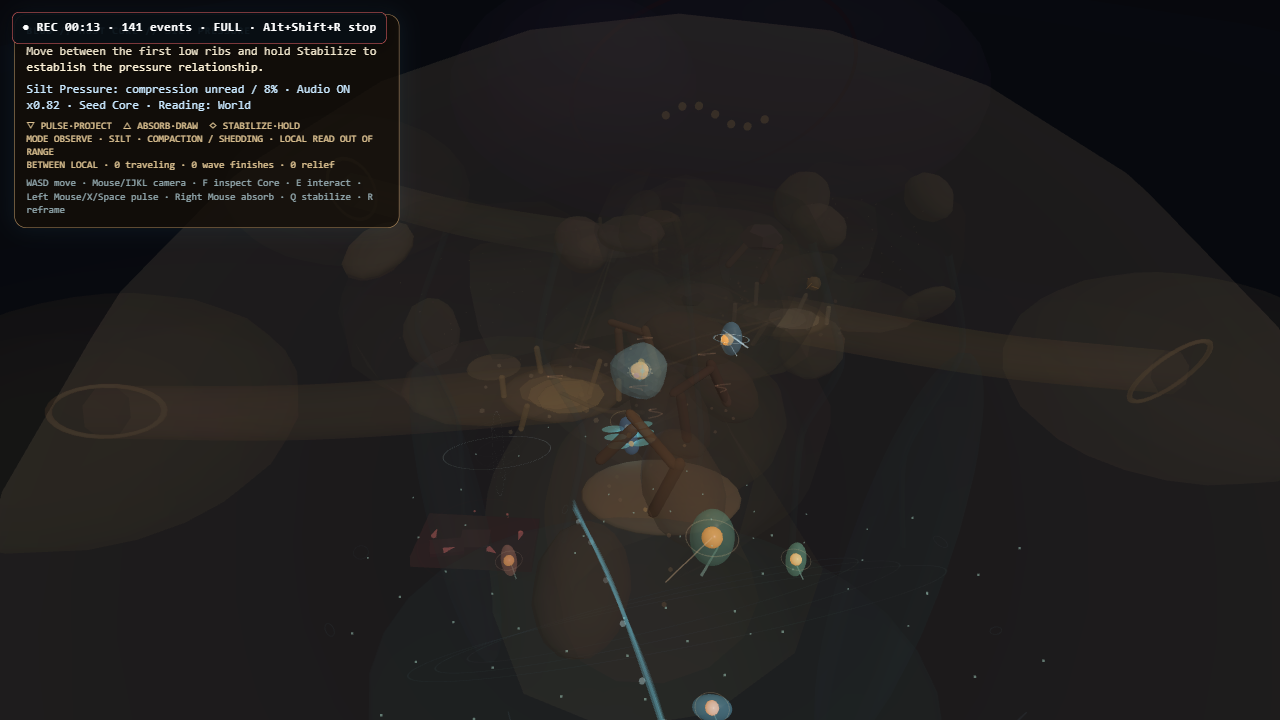 ● REC 00:13 · 141 events · FULL · Alt+Shift+R stop
Move between the first low ribs and hold Stabilize to
establish the pressure relationship.
Silt Pressure: compression unread / 8% · Audio ON
x0.82 · Seed Core · Reading: World
▽ PULSE·PROJECT △ ABSORB·DRAW ◇ STABILIZE·HOLD
MODE OBSERVE · SILT · COMPACTION / SHEDDING · LOCAL READ OUT OF
RANGE
BETWEEN LOCAL · 0 traveling · 0 wave finishes · 0 relief
WASD move · Mouse/IJKL camera · F inspect Core · E interact ·
Left Mouse/X/Space pulse · Right Mouse absorb · Q stabilize · R
reframe